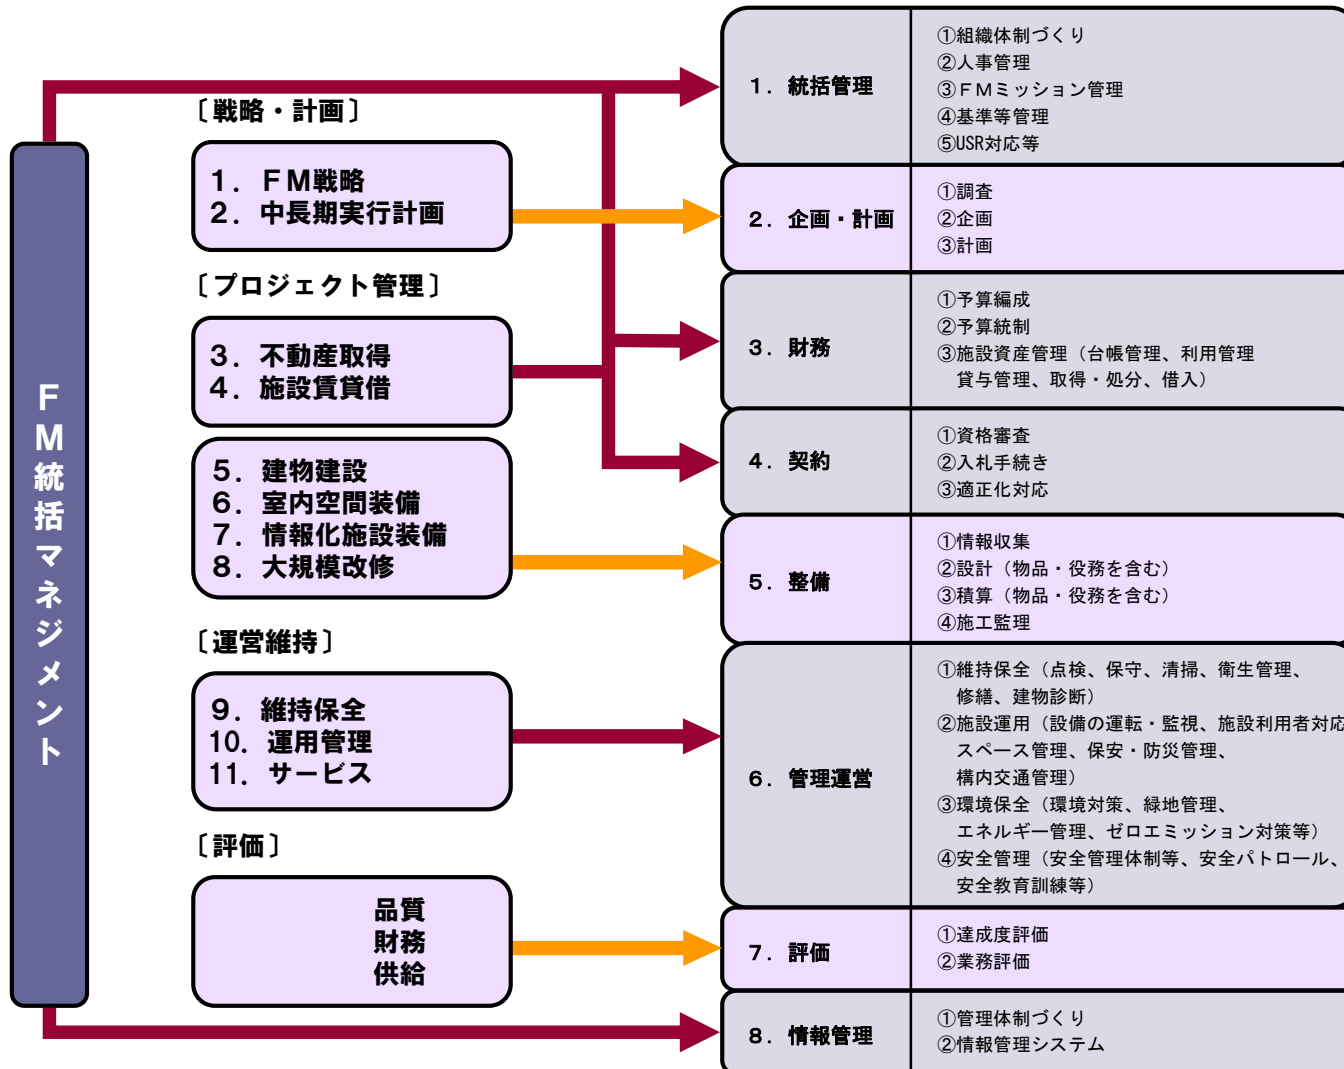 FM統括マネジメント
〔戦略・計画〕
1. FM戦略
2. 中長期実行計画
〔プロジェクト管理〕
3. 不動産取得
4. 施設賃貸借
5. 建物建設
6. 室内空間装備
7. 情報化施設装備
8. 大規模改修
〔運営維持〕
9. 維持保全
10. 運用管理
11. サービス
〔評価〕
品質
財務
供給
1. 統括管理
①組織体制づくり
②人事管理
③FMミッション管理
④基準等管理
⑤USR対応等
2. 企画・計画
①調査
②企画
③計画
3. 財務
①予算編成
②予算統制
③施設資産管理（台帳管理、利用管理
貸与管理、取得・処分、借入）
4. 契約
①資格審査
②入札手続き
③適正化対応
5. 整備
①情報収集
②設計（物品・役務を含む）
③積算（物品・役務を含む）
④施工監理
6. 管理運営
①維持保全（点検、保守、清掃、衛生管理、
修繕、建物診断）
②施設運用（設備の運転・監視、施設利用者対応
スペース管理、保安・防災管理、
構内交通管理）
③環境保全（環境対策、緑地管理、
エネルギー管理、ゼロエミッション対策等）
④安全管理（安全管理体制等、安全パトロール、
安全教育訓練等）
7. 評価
①達成度評価
②業務評価
8. 情報管理
①管理体制づくり
②情報管理システム